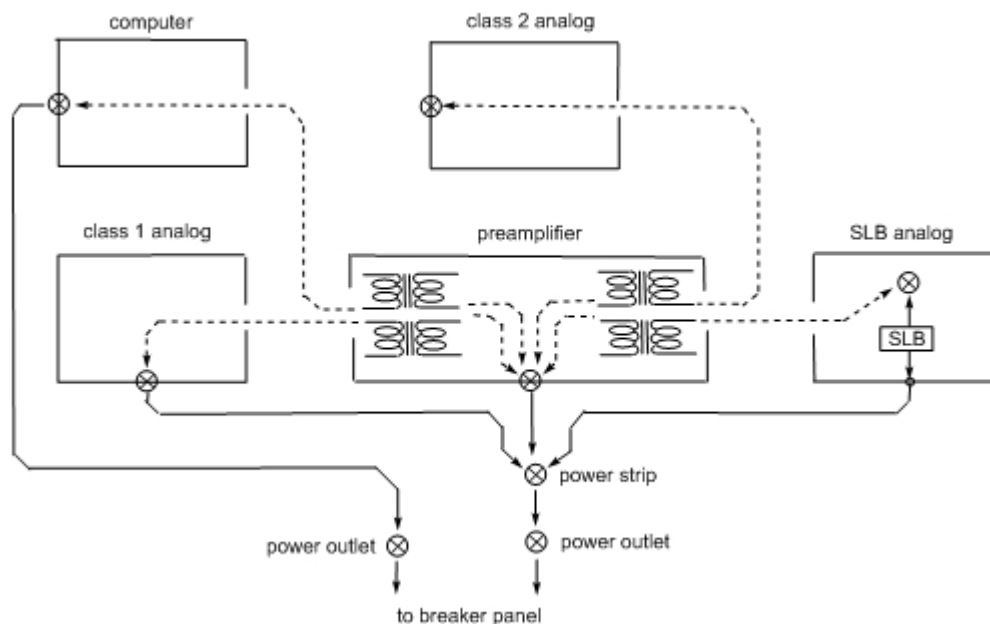 computer
class 2 analog
class 1 analog
preamplifier
SLB analog
SLB
power strip
power outlet
power outlet
to breaker panel